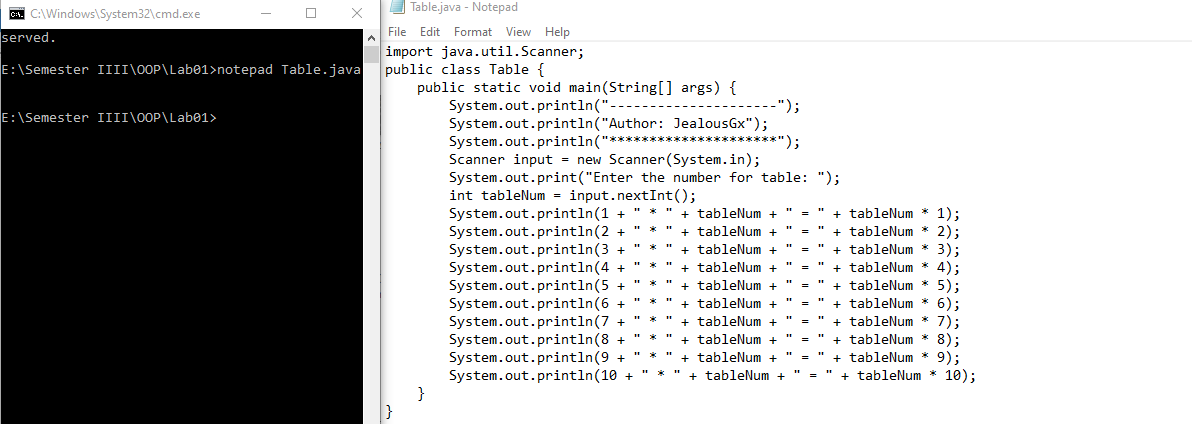 C:\Windows\System32\cmd.exe
served.
E:\Semester IIII\OOP\Lab01>notepad Table.java
E:\Semester IIII\OOP\Lab01>
Table.java - Notepad
File Edit Format View Help
import java.util.Scanner;
public class Table {
    public static void main(String[] args) {
        System.out.println("---------------------");
        System.out.println("Author: JealousGx");
        System.out.println("*********************");
        Scanner input = new Scanner(System.in);
        System.out.print("Enter the number for table: ");
        int tableNum = input.nextInt();
        System.out.println(1 + " * " + tableNum + " = " + tableNum * 1);
        System.out.println(2 + " * " + tableNum + " = " + tableNum * 2);
        System.out.println(3 + " * " + tableNum + " = " + tableNum * 3);
        System.out.println(4 + " * " + tableNum + " = " + tableNum * 4);
        System.out.println(5 + " * " + tableNum + " = " + tableNum * 5);
        System.out.println(6 + " * " + tableNum + " = " + tableNum * 6);
        System.out.println(7 + " * " + tableNum + " = " + tableNum * 7);
        System.out.println(8 + " * " + tableNum + " = " + tableNum * 8);
        System.out.println(9 + " * " + tableNum + " = " + tableNum * 9);
        System.out.println(10 + " * " + tableNum + " = " + tableNum * 10);
    }
}